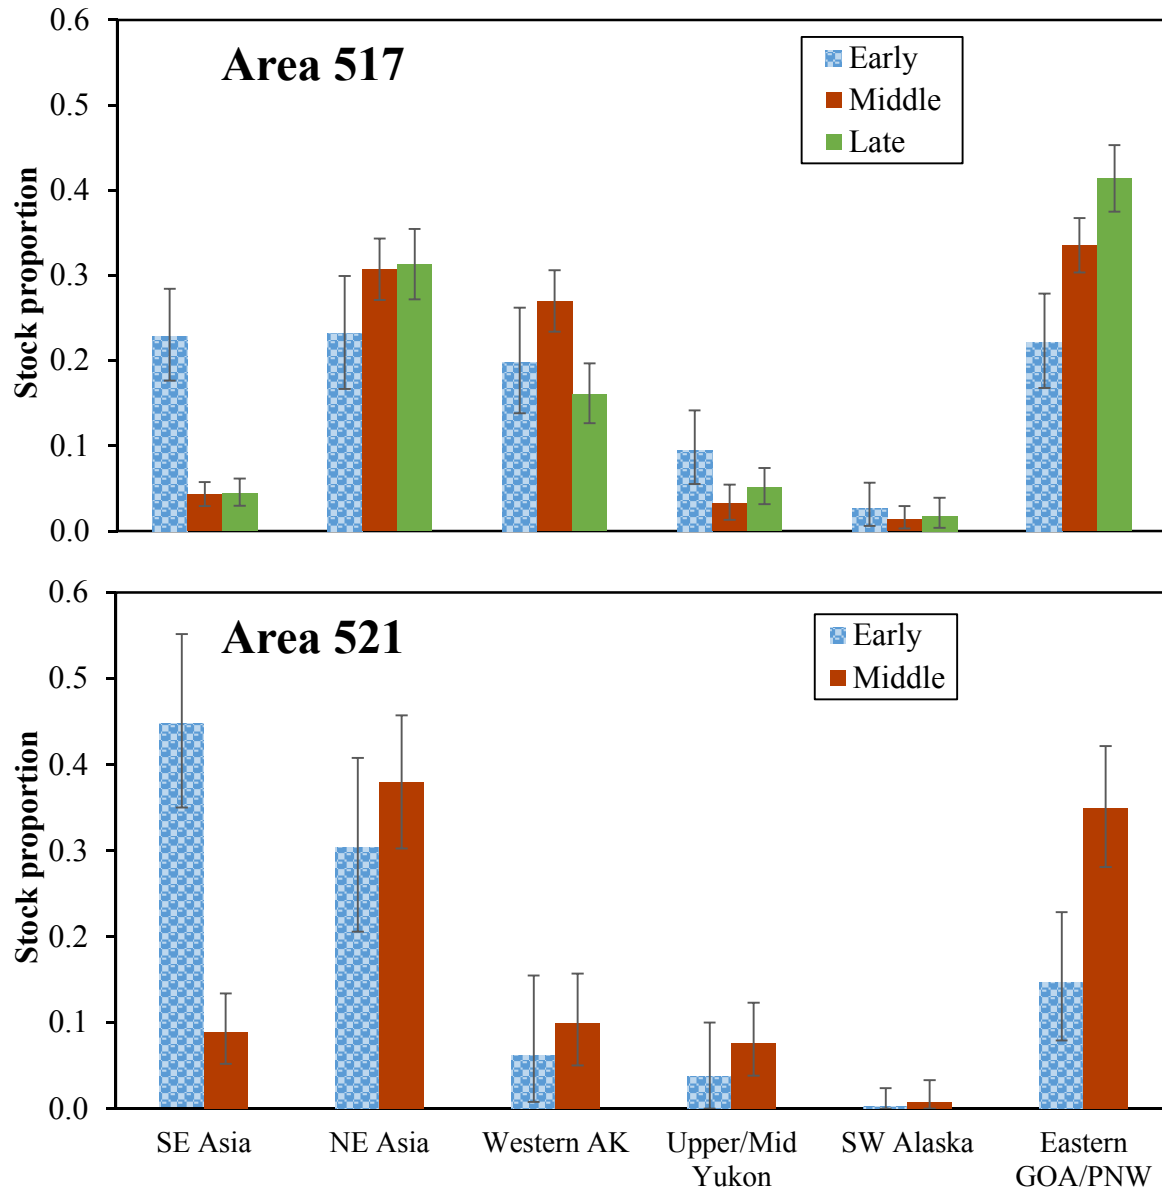 Area 517
Early
Middle
Late
Stock proportion
0.6
0.5
0.4
0.3
0.2
0.1
0.0
Area 521
Early
Middle
Stock proportion
0.6
0.5
0.4
0.3
0.2
0.1
0.0
SE Asia
NE Asia
Western AK
Upper/Mid
Yukon
SW Alaska
Eastern
GOA/PNW